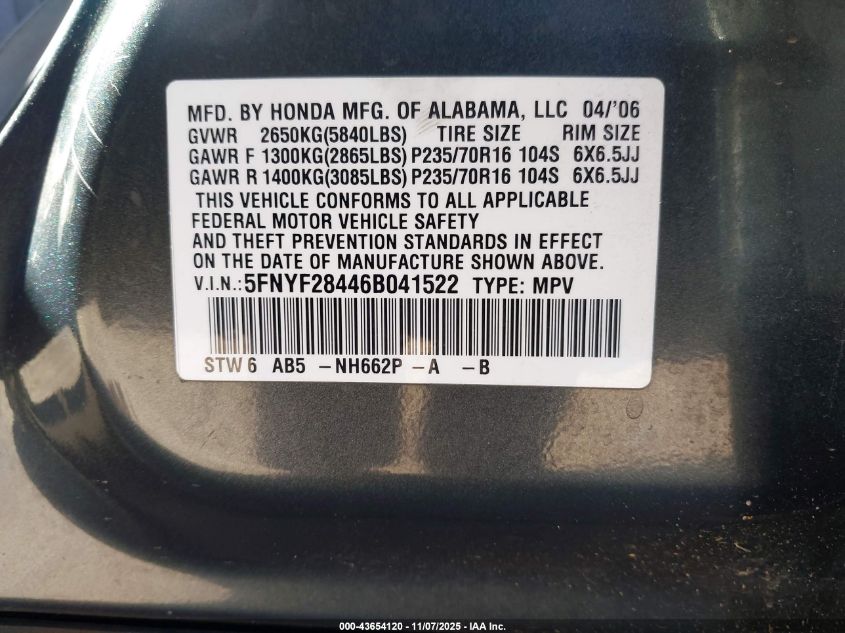 MFD. BY HONDA MFG. OF ALABAMA, LLC 04/'06
GVWR 2650KG(5840LBS) TIRE SIZE RIM SIZE
GAWR F 1300KG(2865LBS) P235/70R16 104S 6X6.5JJ
GAWR R 1400KG(3085LBS) P235/70R16 104S 6X6.5JJ
THIS VEHICLE CONFORMS TO ALL APPLICABLE
FEDERAL MOTOR VEHICLE SAFETY
AND THEFT PREVENTION STANDARDS IN EFFECT
ON THE DATE OF MANUFACTURE SHOWN ABOVE.
V.I.N.: 5FNYF28446B041522 TYPE: MPV
STW6 AB5 -NH662P -A -B
000-43654120 - 11/07/2025 - IAA Inc.